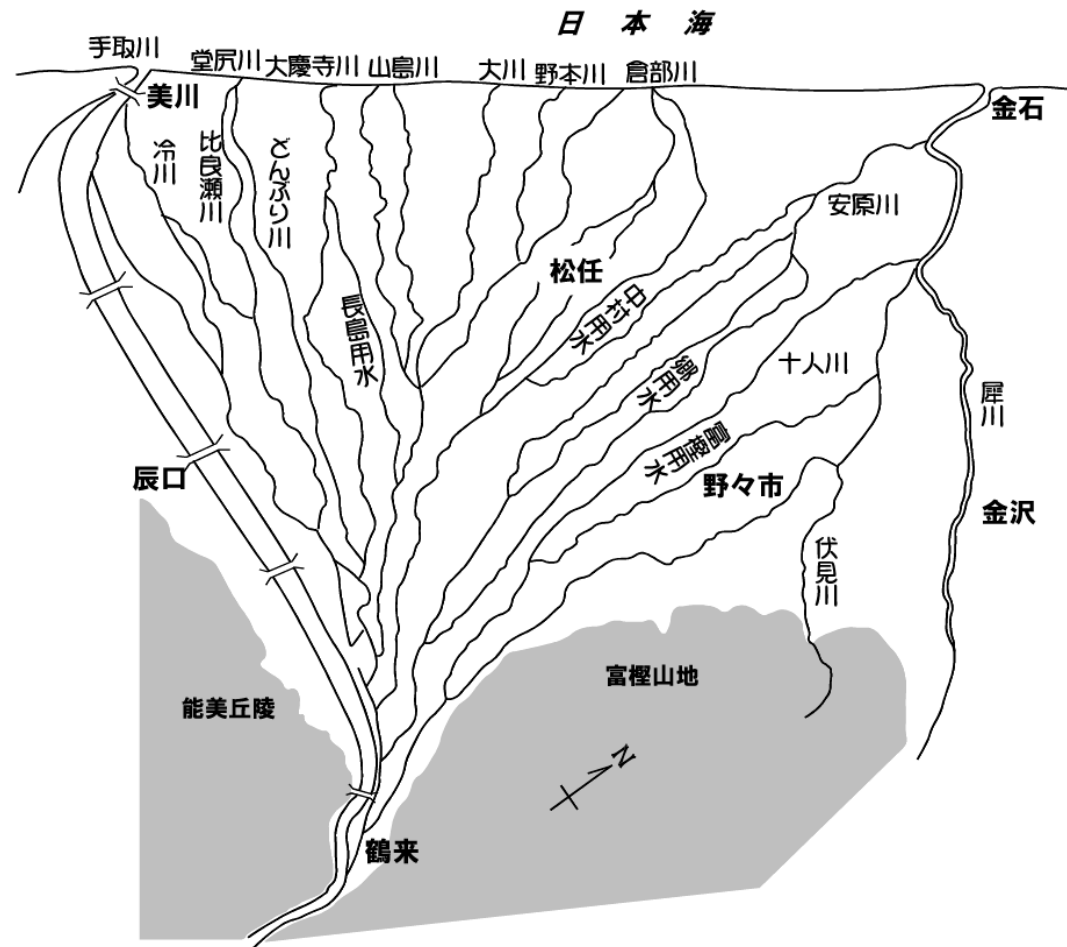 日 本 海
手取川
堂尻川
大慶寺川
山島川
大川
野本川
倉部川
美川
金石
冷川
比良瀬川
どんぶり川
安原川
松任
長島用水
中村用水
郷用水
十人川
犀川
富樫用水
辰口
野々市
金沢
伏見川
富樫山地
能美丘陵
N
鶴来